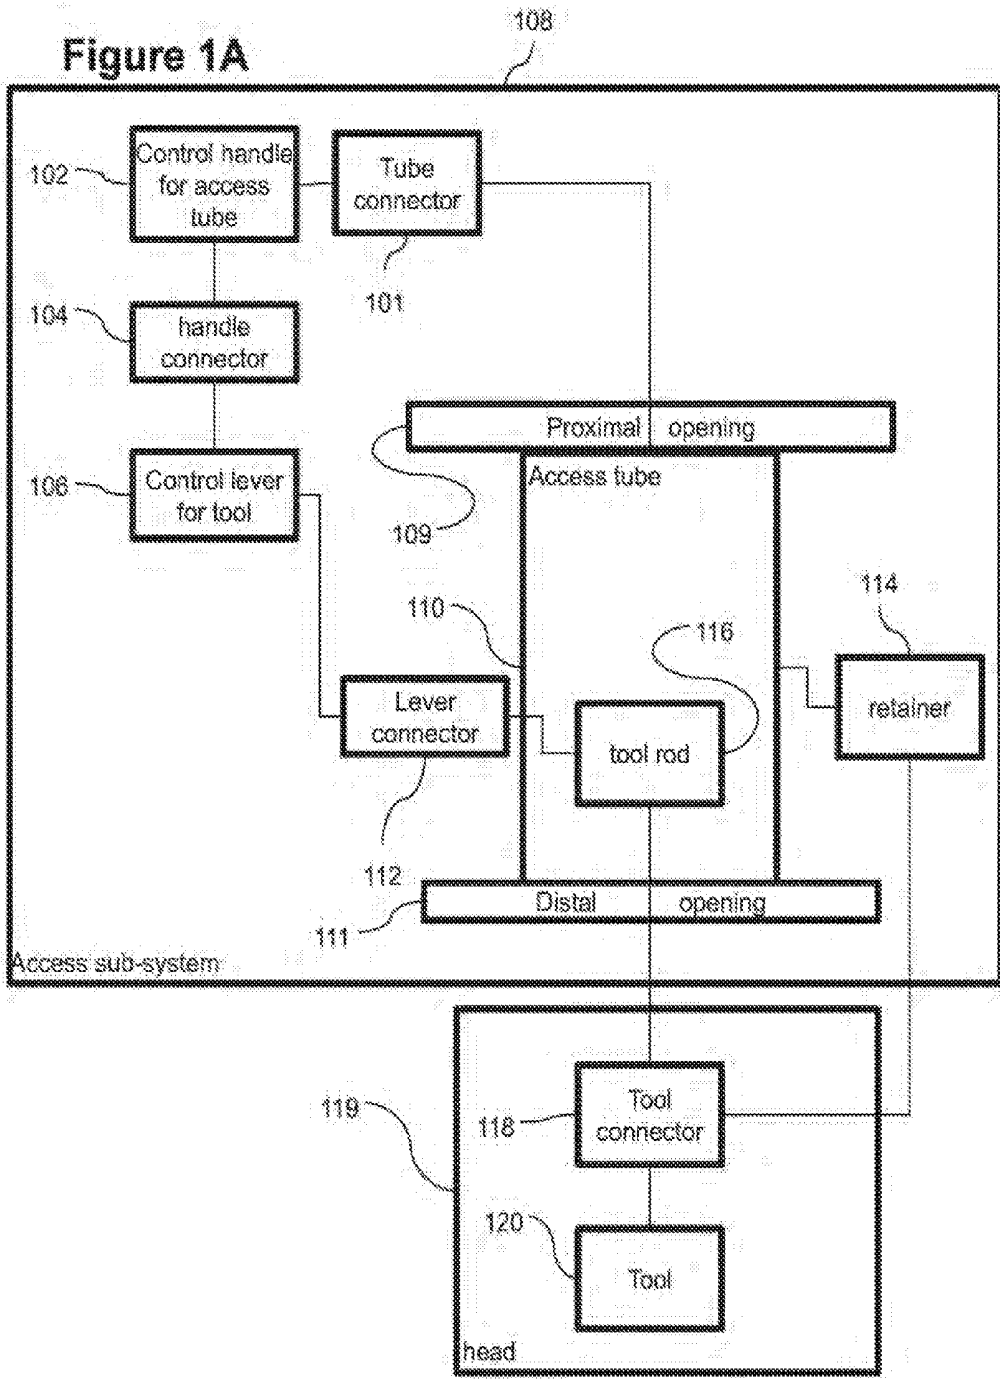 Figure 1A
108
102
Control handle
for access
tube
Tube
connector
101
104
handle
connector
106
Control lever
for tool
Proximal opening
109
Access tube
110
116
114
retainer
Lever
connector
112
tool rod
Distal opening
111
Access sub-system
119
118
Tool
connector
120
Tool
head